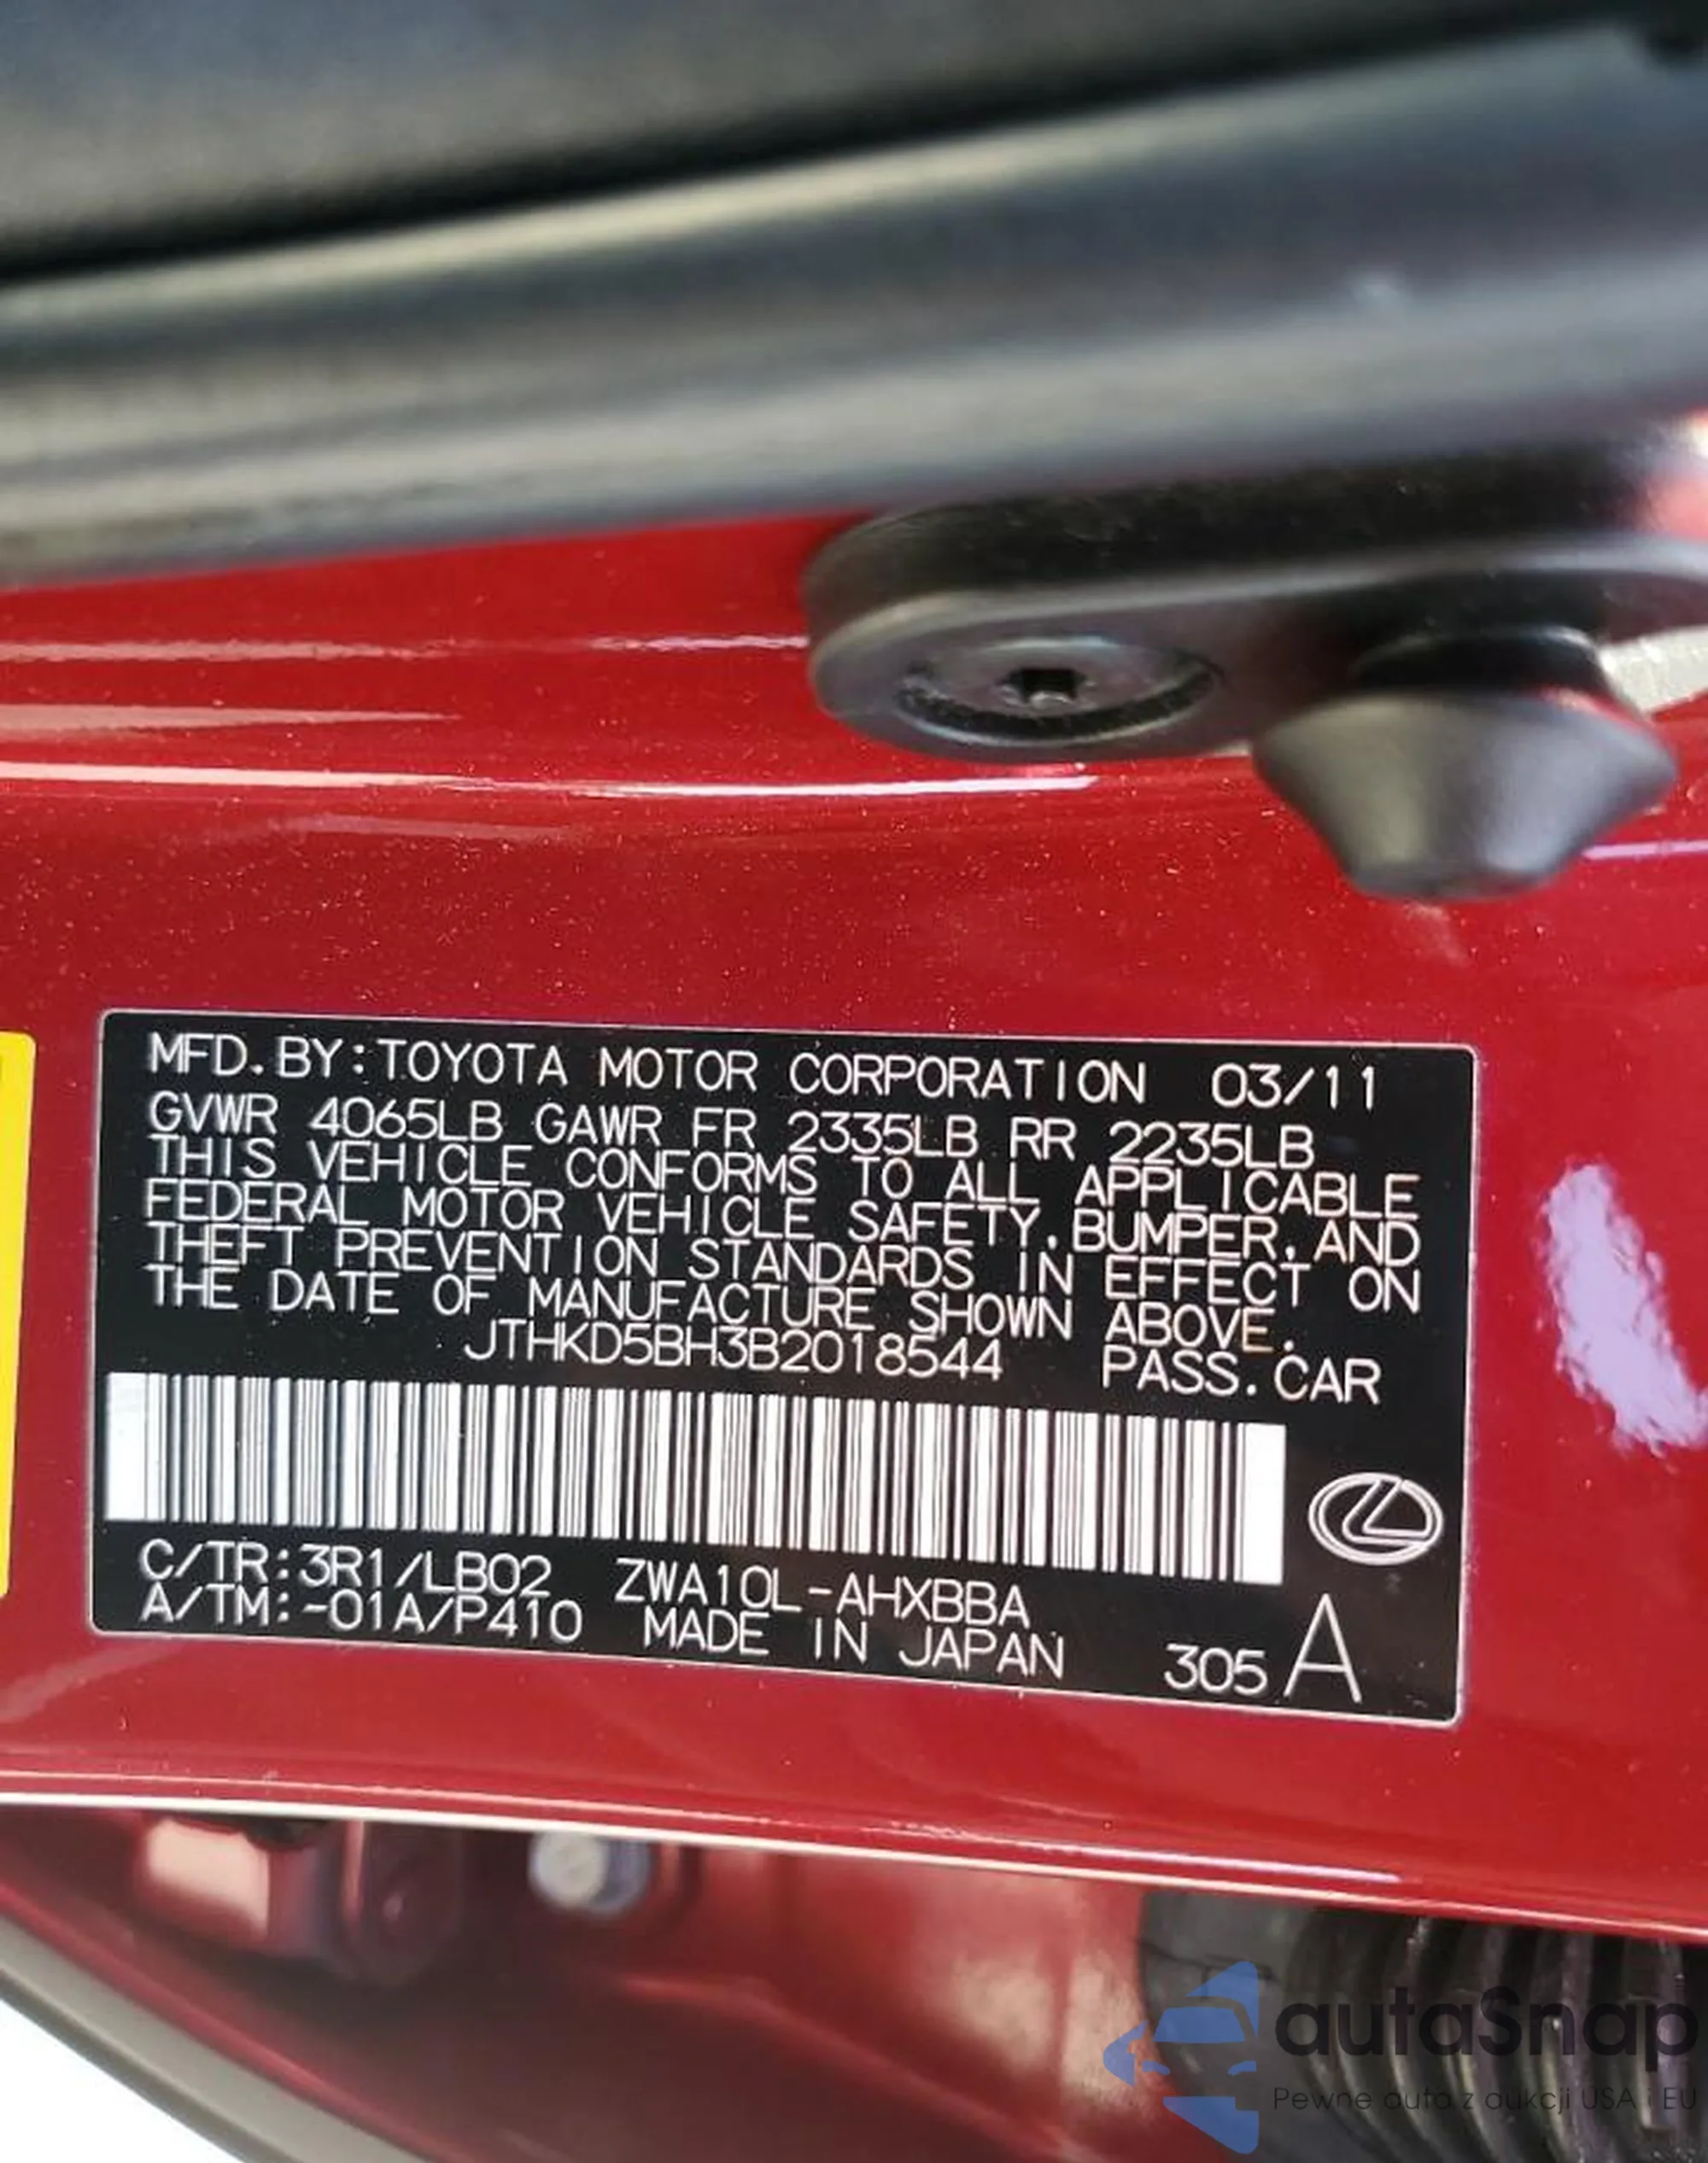 MFD.BY:TOYOTA MOTOR CORPORATION 03/11
GVWR 4065LB GAWR FR 2335LB RR 2235LB
THIS VEHICLE CONFORMS TO ALL APPLICABLE
FEDERAL MOTOR VEHICLE SAFETY,BUMPER,AND
THEFT PREVENTION STANDARDS IN EFFECT ON
THE DATE OF MANUFACTURE SHOWN ABOVE.
JTHKD5BH3B2018544 PASS.CAR
C/TR:3R1/LB02 ZWA10L-AHXBBA
A/TM:-01A/P410 MADE IN JAPAN 305 A
autaSnap
Pewne auta z aukcji USA i EU